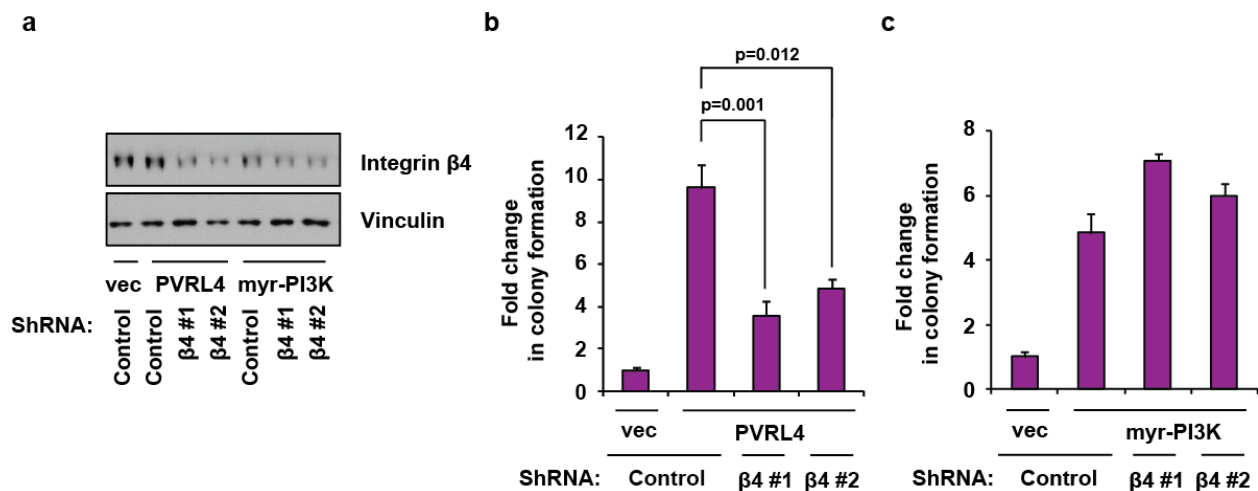 a
Integrin β4
Vinculin
vec PVRL4 myr-PI3K
ShRNA:
Control
Control
β4 #1
β4 #2
Control
β4 #1
β4 #2
b
p=0.012
p=0.001
Fold change
in colony formation
12
10
8
6
4
2
0
vec PVRL4
ShRNA: Control β4 #1 β4 #2
c
Fold change
in colony formation
8
6
4
2
0
vec myr-PI3K
ShRNA: Control β4 #1 β4 #2